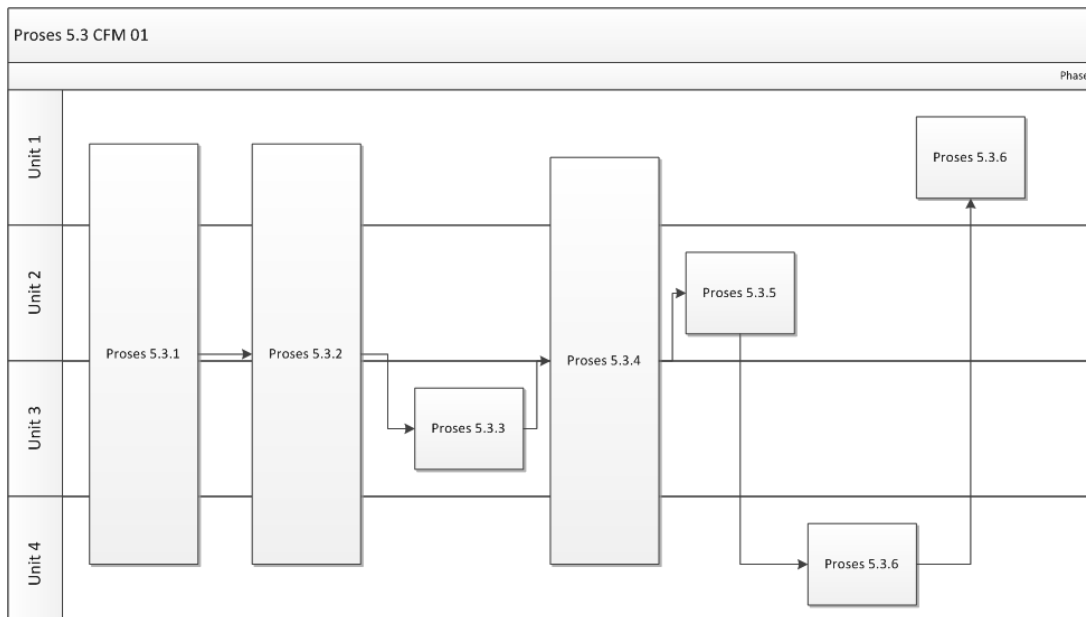 Proses 5.3 CFM 01
Phase
Unit 1
Proses 5.3.6
Unit 2
Proses 5.3.5
Proses 5.3.1
Proses 5.3.2
Proses 5.3.4
Unit 3
Proses 5.3.3
Unit 4
Proses 5.3.6